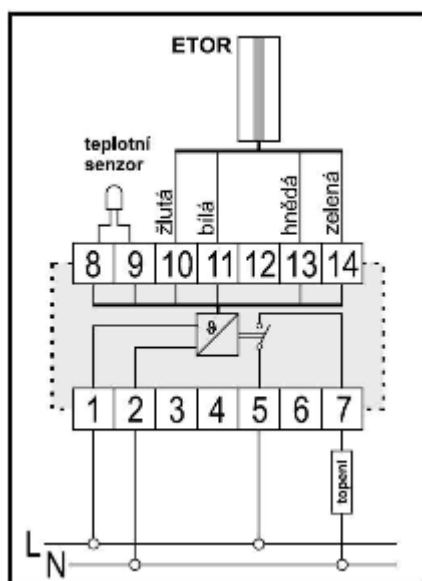 ETOR
teplotní
senzor
žlutá
bílá
hnědá
zelená
8 9 10 11 12 13 14
ϑ
1 2 3 4 5 6 7
topení
L
N